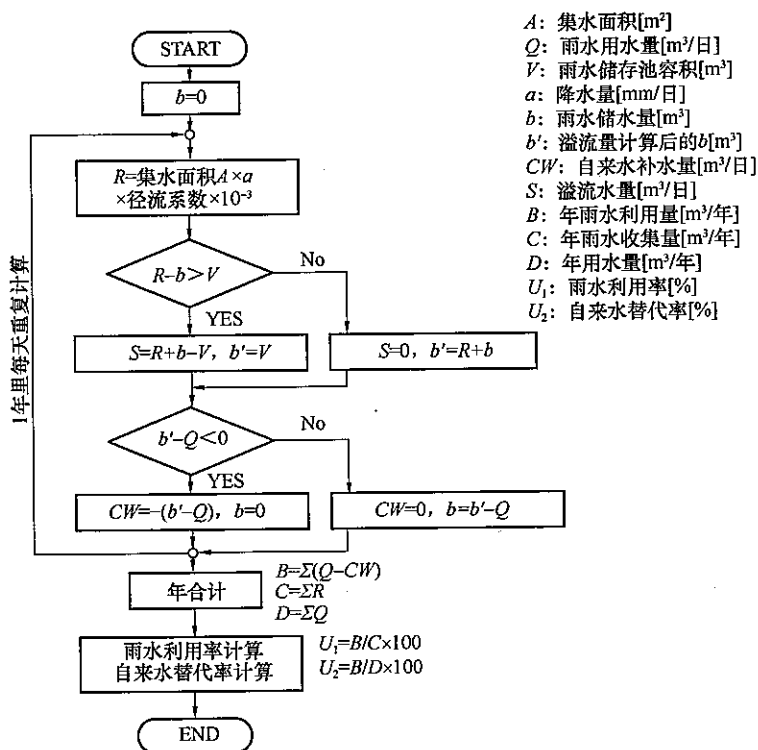 START
b=0
R=集水面积A×a
×径流系数×10⁻³
R–b>V
No
YES
S=R+b–V, b′=V
S=0, b′=R+b
b′–Q<0
No
YES
CW=–(b′–Q), b=0
CW=0, b=b′–Q
1年里每天重复计算
年合计
B=Σ(Q–CW)
C=ΣR
D=ΣQ
雨水利用率计算
自来水替代率计算
U₁=B/C×100
U₂=B/D×100
END
A: 集水面积[m²]
Q: 雨水用水量[m³/日]
V: 雨水储存池容积[m³]
a: 降水量[mm/日]
b: 雨水储水量[m³]
b′: 溢流量计算后的b[m³]
CW: 自来水补水量[m³/日]
S: 溢流水量[m³/日]
B: 年雨水利用量[m³/年]
C: 年雨水收集量[m³/年]
D: 年用水量[m³/年]
U₁: 雨水利用率[%]
U₂: 自来水替代率[%]